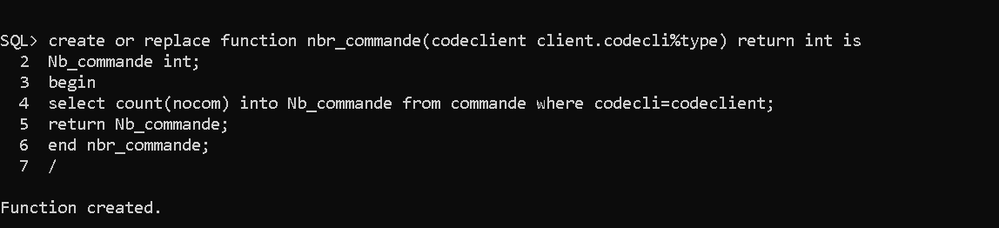 SQL> create or replace function nbr_commande(codeclient client.codecli%type) return int is
  2  Nb_commande int;
  3  begin
  4  select count(nocom) into Nb_commande from commande where codecli=codeclient;
  5  return Nb_commande;
  6  end nbr_commande;
  7  /
Function created.